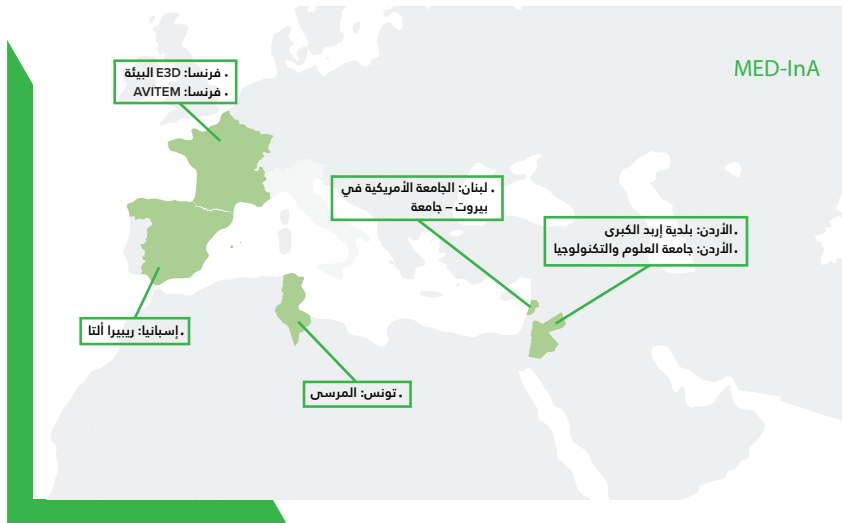 MED-InA
. فرنسا: E3D البيئة
. فرنسا: AVITEM
. لبنان: الجامعة الأمريكية في
بيروت – جامعة
. الأردن: بلدية إربد الكبرى
. الأردن: جامعة العلوم والتكنولوجيا
. إسبانيا: ريبيرا ألتا
. تونس: المرسى